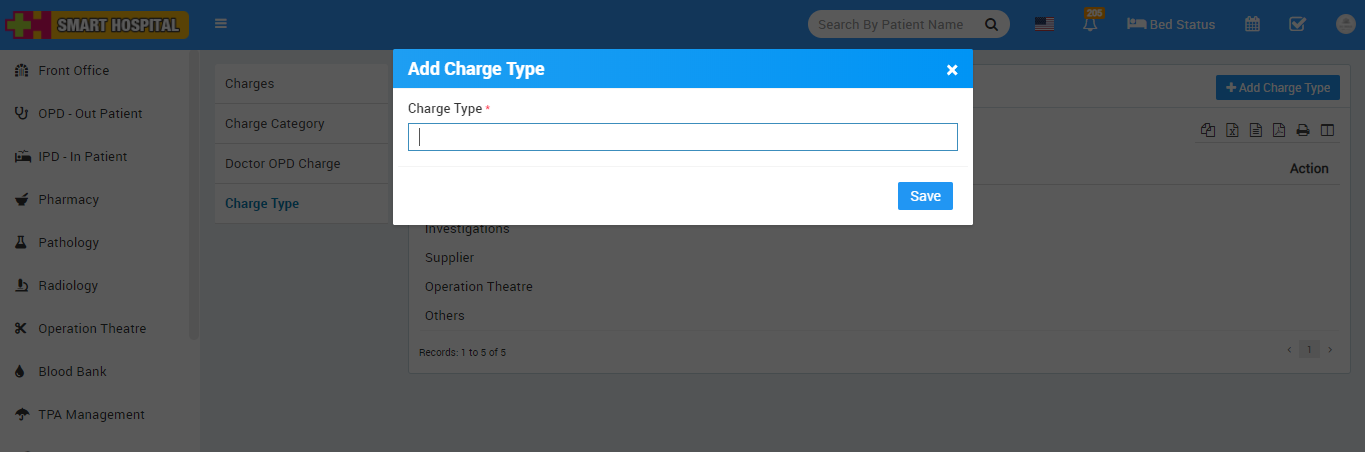 SMART HOSPITAL
Search By Patient Name
205
Bed Status
Front Office
OPD - Out Patient
IPD - In Patient
Pharmacy
Pathology
Radiology
Operation Theatre
Blood Bank
TPA Management
Charges
Charge Category
Doctor OPD Charge
Charge Type
Add Charge Type
×
Charge Type *
Save
Add Charge Type
Action
Investigations
Supplier
Operation Theatre
Others
Records: 1 to 5 of 5
‹ 1 ›